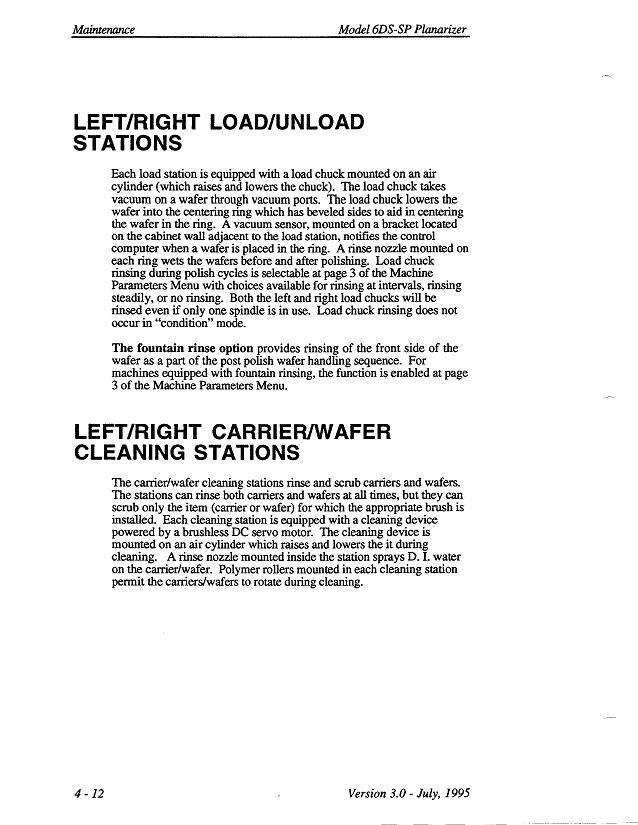 Maintenance Model 6DS-SP Planarizer
LEFT/RIGHT LOAD/UNLOAD
STATIONS
Each load station is equipped with a load chuck mounted on an air
cylinder (which raises and lowers the chuck). The load chuck takes
vacuum on a wafer through vacuum ports. The load chuck lowers the
wafer into the centering ring which has beveled sides to aid in centering
the wafer in the ring. A vacuum sensor, mounted on a bracket located
on the cabinet wall adjacent to the load station, notifies the control
computer when a wafer is placed in the ring. A rinse nozzle mounted on
each ring wets the wafers before and after polishing. Load chuck
rinsing during polish cycles is selectable at page 3 of the Machine
Parameters Menu with choices available for rinsing at intervals, rinsing
steadily, or no rinsing. Both the left and right load chucks will be
rinsed even if only one spindle is in use. Load chuck rinsing does not
occur in “condition” mode.
The fountain rinse option provides rinsing of the front side of the
wafer as a part of the post polish wafer handling sequence. For
machines equipped with fountain rinsing, the function is enabled at page
3 of the Machine Parameters Menu.
LEFT/RIGHT CARRIER/WAFER
CLEANING STATIONS
The carrier/wafer cleaning stations rinse and scrub carriers and wafers.
The stations can rinse both carriers and wafers at all times, but they can
scrub only the item (carrier or wafer) for which the appropriate brush is
installed. Each cleaning station is equipped with a cleaning device
powered by a brushless DC servo motor. The cleaning device is
mounted on an air cylinder which raises and lowers the it during
cleaning. A rinse nozzle mounted inside the station sprays D. I. water
on the carrier/wafer. Polymer rollers mounted in each cleaning station
permit the carriers/wafers to rotate during cleaning.
4 - 12 Version 3.0 - July, 1995